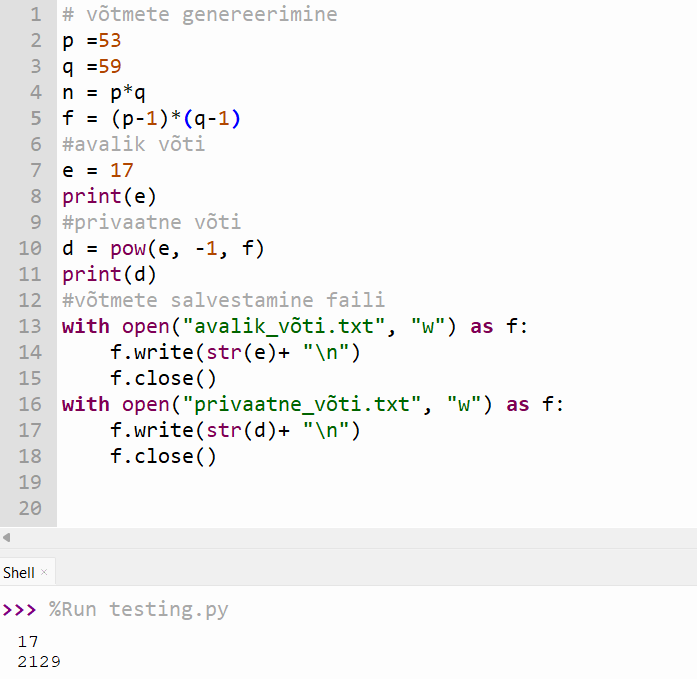 1 # võtmete genereerimine
2 p =53
3 q =59
4 n = p*q
5 f = (p-1)*(q-1)
6 #avalik võti
7 e = 17
8 print(e)
9 #privaatne võti
10 d = pow(e, -1, f)
11 print(d)
12 #võtmete salvestamine faili
13 with open("avalik_võti.txt", "w") as f:
14     f.write(str(e)+ "\n")
15     f.close()
16 with open("privaatne_võti.txt", "w") as f:
17     f.write(str(d)+ "\n")
18     f.close()
19
20
Shell ×
>>> %Run testing.py
17
2129